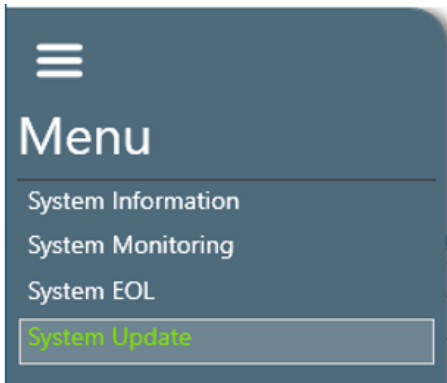 Menu
System Information
System Monitoring
System EOL
System Update